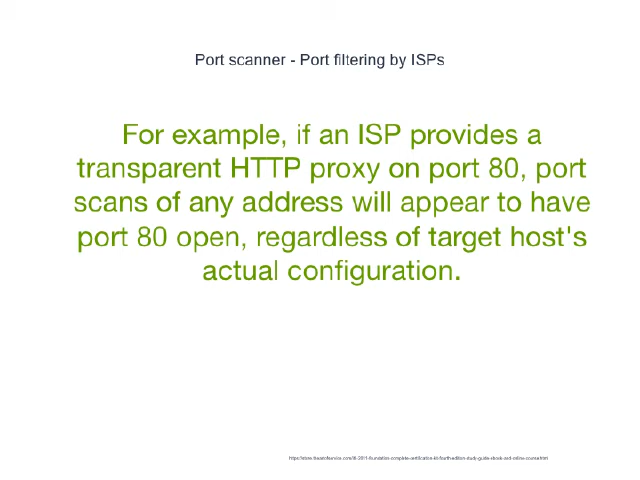 Port scanner - Port filtering by ISPs
For example, if an ISP provides a
transparent HTTP proxy on port 80, port
scans of any address will appear to have
port 80 open, regardless of target host's
actual configuration.